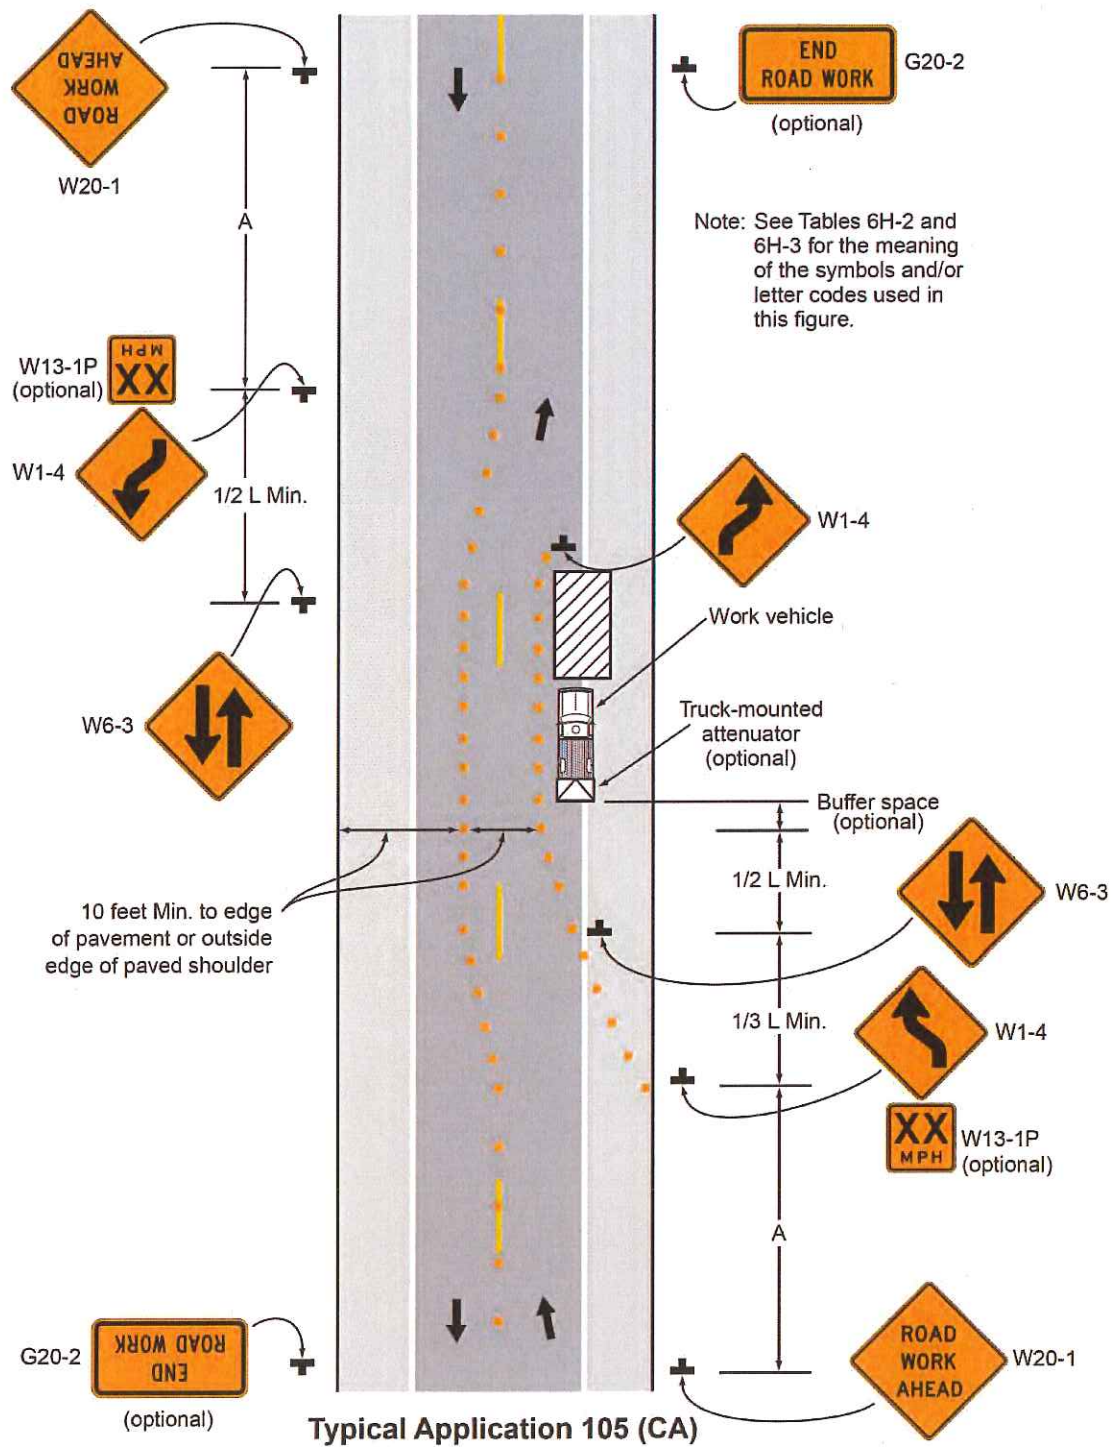 ROAD
WORK
AHEAD
W20-1
A
W13-1P
(optional)
XX
MPH
W1-4
1/2 L Min.
W6-3
END
ROAD WORK
G20-2
(optional)
Note: See Tables 6H-2 and
6H-3 for the meaning
of the symbols and/or
letter codes used in
this figure.
W1-4
Work vehicle
Truck-mounted
attenuator
(optional)
Buffer space
(optional)
1/2 L Min.
W6-3
10 feet Min. to edge
of pavement or outside
edge of paved shoulder
1/3 L Min.
W1-4
XX
MPH
W13-1P
(optional)
A
ROAD
WORK
AHEAD
W20-1
G20-2
END
ROAD WORK
(optional)
Typical Application 105 (CA)